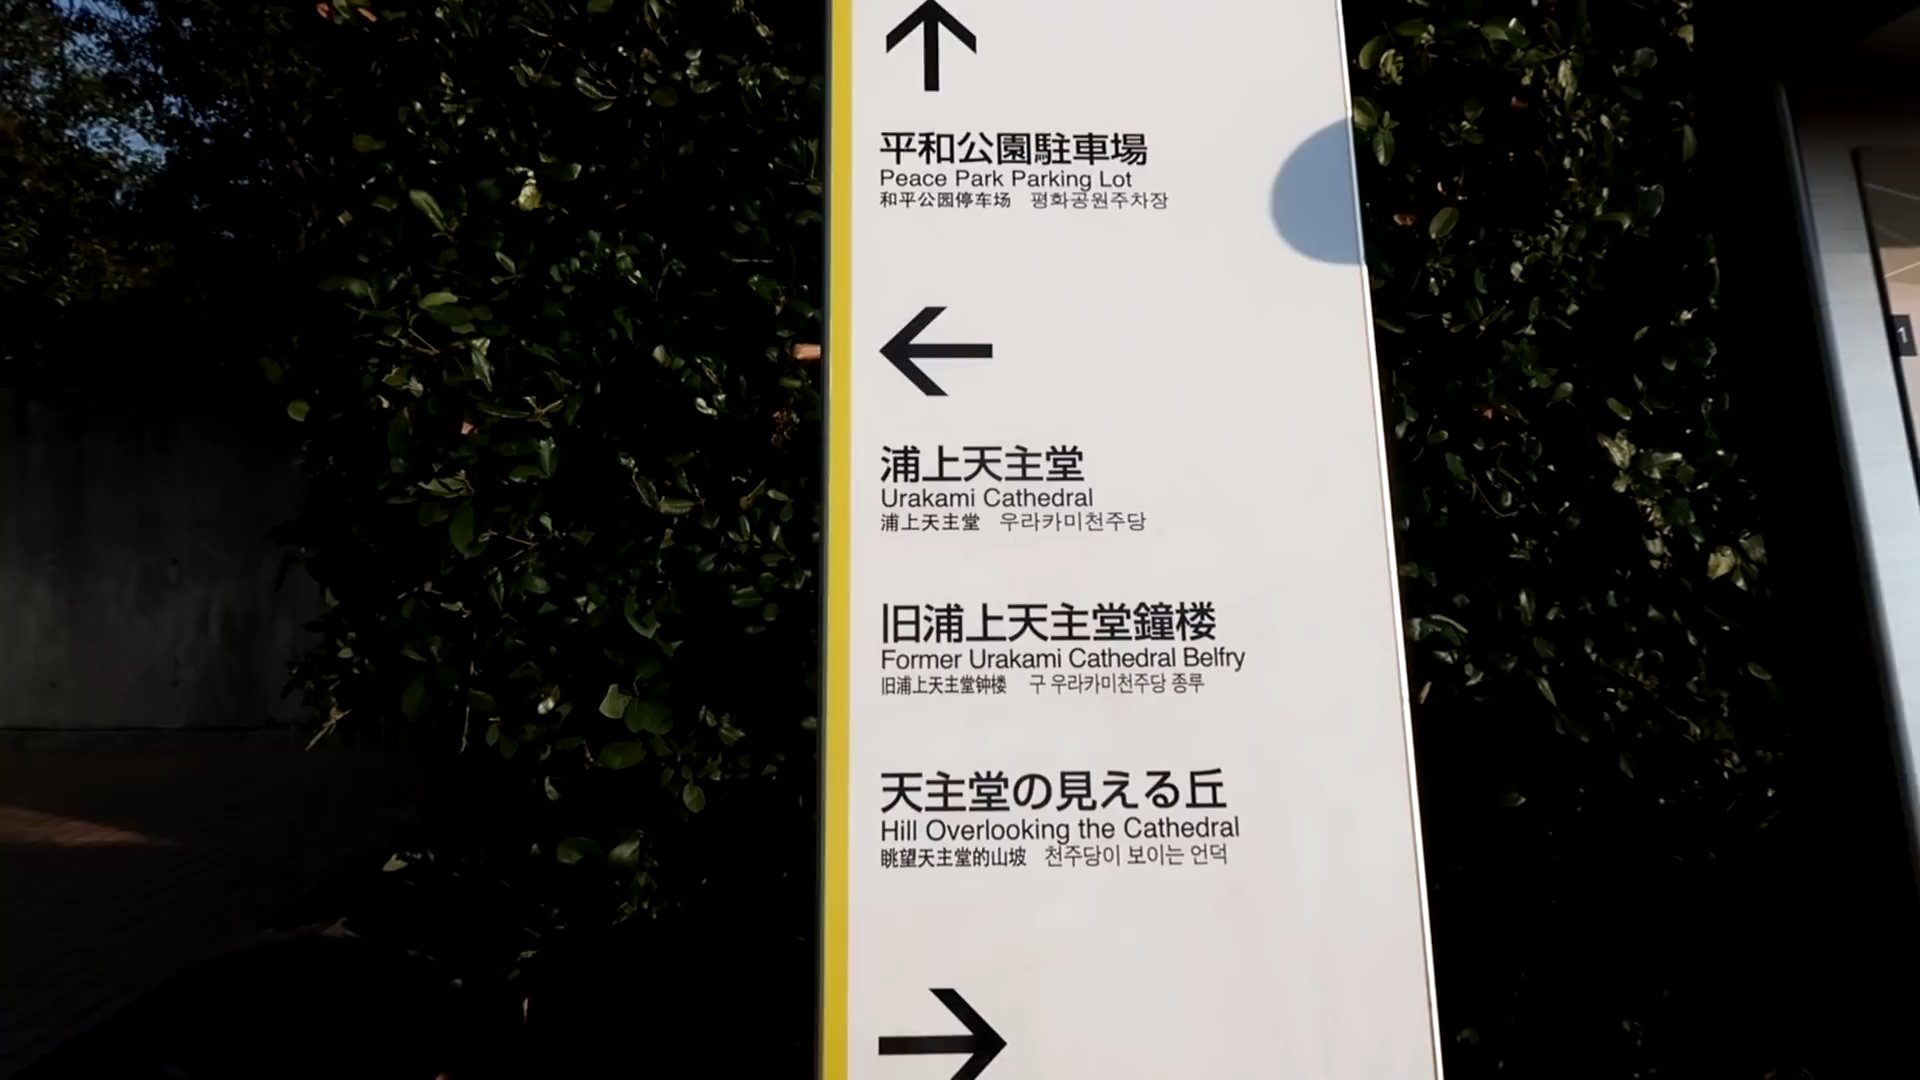 平和公園駐車場
Peace Park Parking Lot
和平公园停车场 평화공원주차장
浦上天主堂
Urakami Cathedral
浦上天主堂 우라카미천주당
旧浦上天主堂鐘楼
Former Urakami Cathedral Belfry
旧浦上天主堂钟楼 구 우라카미천주당 종루
天主堂の見える丘
Hill Overlooking the Cathedral
眺望天主堂的山坡 천주당이 보이는 언덕
1